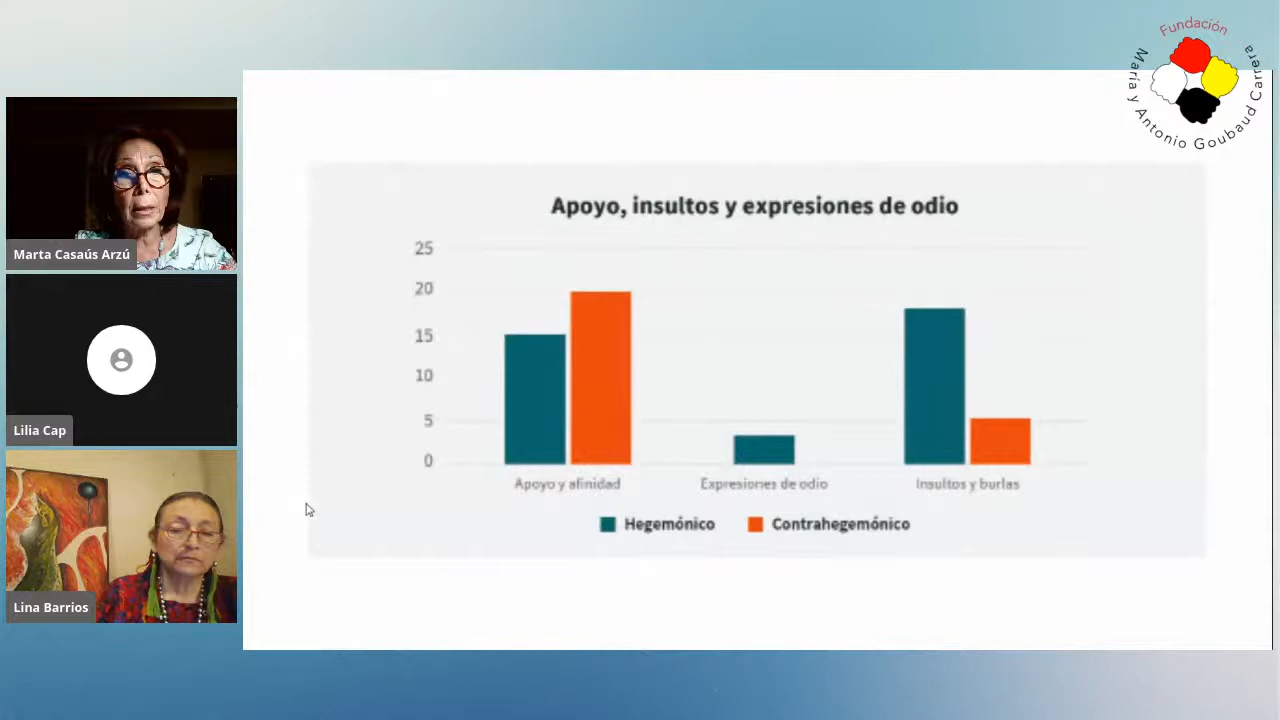 Fundación
María y Antonio Goubaud Carrera
Marta Casaús Arzú
Lilia Cap
Lina Barrios
Apoyo, insultos y expresiones de odio
25
20
15
10
5
0
Apoyo y afinidad
Expresiones de odio
Insultos y burlas
Hegemónico
Contrahegemónico